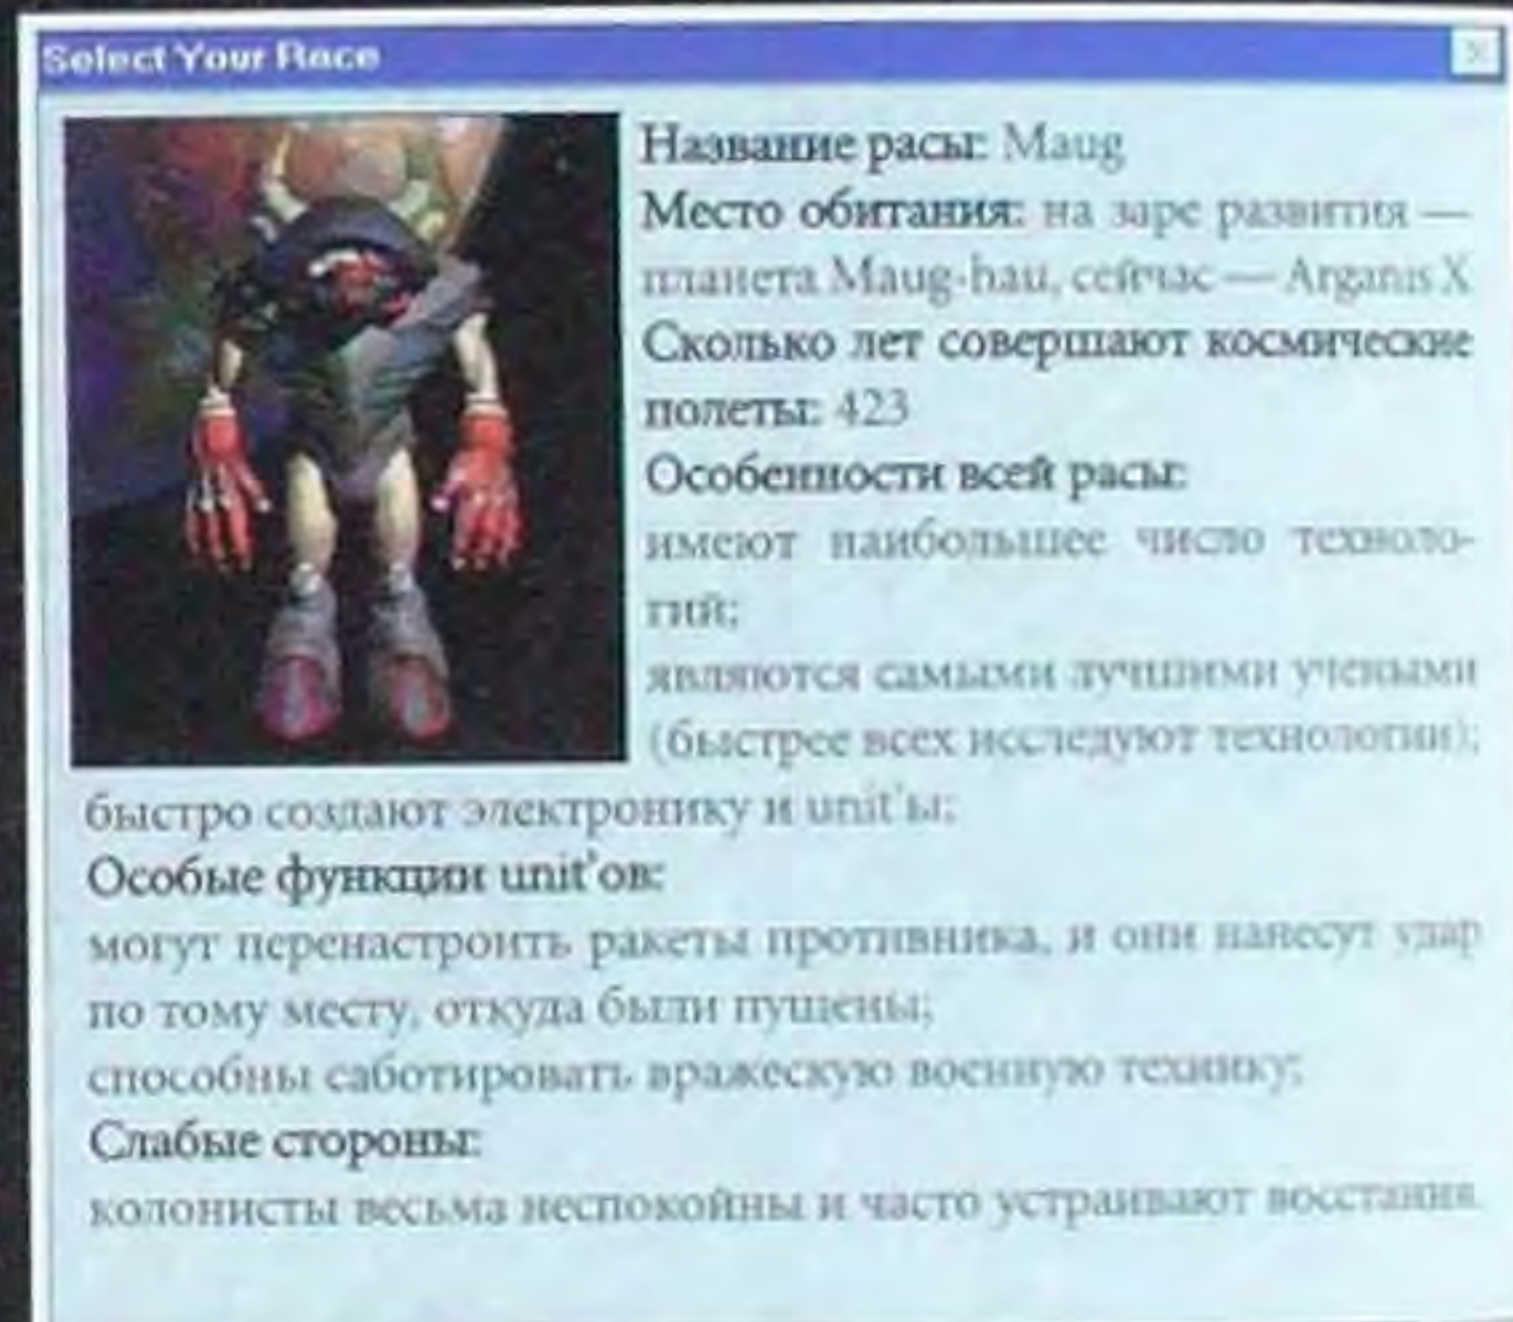 Select Your Race
Название расы: Maug
Место обитания: на заре развития —
планета Maug-hau, сейчас — Arganis X
Сколько лет совершают космические
полеты: 423
Особенности всей расы:
имеют наибольшее число техноло-
гий;
являются самыми лучшими учеными
(быстрее всех исследуют технологии);
быстро создают электронику и unit'ы;
Особые функции unit'ов:
могут перенастроить ракеты противника, и они нанесут удар
по тому месту, откуда были пущены;
способны саботировать вражескую военную технику;
Слабые стороны:
колонисты весьма неспокойны и часто устраивают восстания.